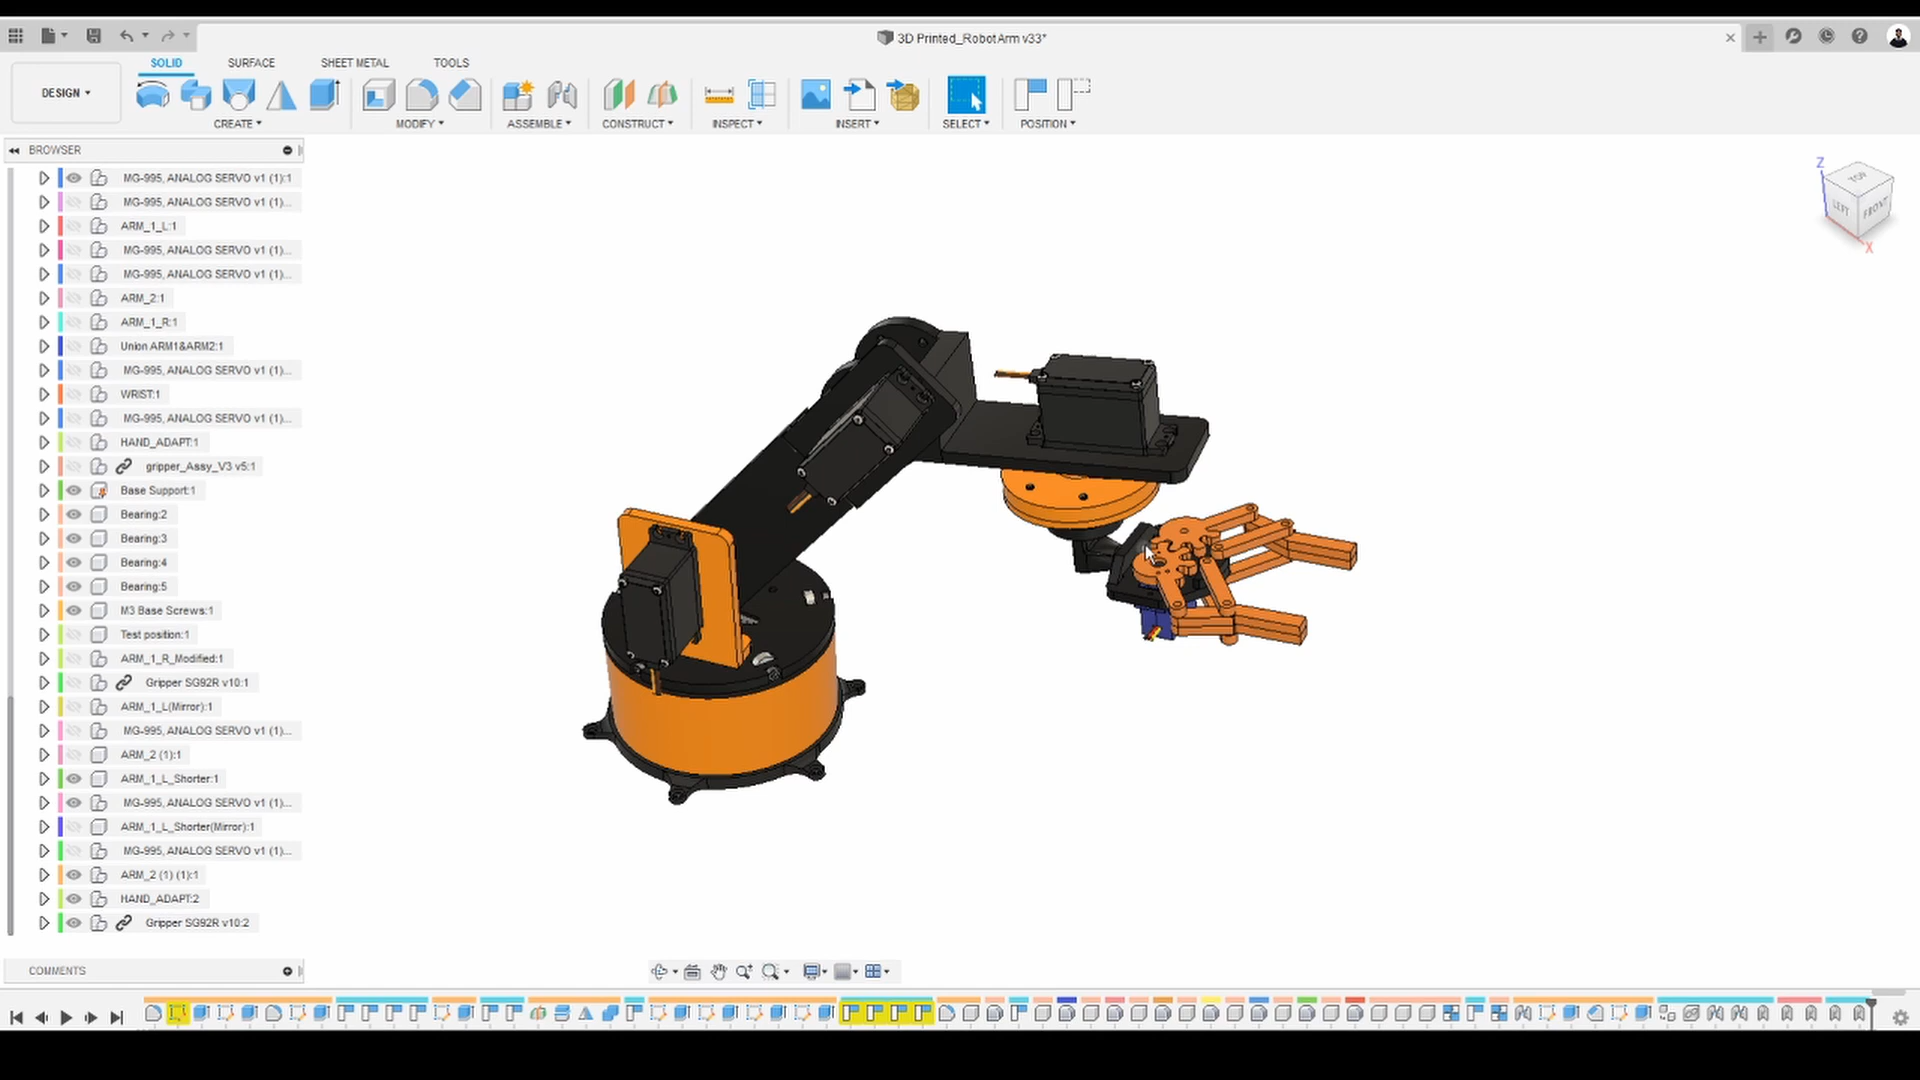 3D Printed_Robot Arm v33*
SOLID SURFACE SHEET METAL TOOLS
DESIGN
CREATE MODIFY ASSEMBLE CONSTRUCT INSPECT INSERT SELECT POSITION
BROWSER
MG-995, ANALOG SERVO v1 (1):1
MG-995, ANALOG SERVO v1 (1)...
ARM_1_L:1
MG-995, ANALOG SERVO v1 (1)...
MG-995, ANALOG SERVO v1 (1)...
ARM_2:1
ARM_1_R:1
Union ARM1&ARM2:1
MG-995, ANALOG SERVO v1 (1)...
WRIST:1
MG-995, ANALOG SERVO v1 (1)...
HAND_ADAPT:1
gripper_Assy_V3 v5:1
Base Support:1
Bearing:2
Bearing:3
Bearing:4
Bearing:5
M3 Base Screws:1
Test position:1
ARM_1_R_Modified:1
Gripper SG92R v10:1
ARM_1_L(Mirror):1
MG-995, ANALOG SERVO v1 (1)...
ARM_2 (1):1
ARM_1_L_Shorter:1
MG-995, ANALOG SERVO v1 (1)...
ARM_1_L_Shorter(Mirror):1
MG-995, ANALOG SERVO v1 (1)...
ARM_2 (1) (1):1
HAND_ADAPT:2
Gripper SG92R v10:2
COMMENTS
Z
TOP
LEFT FRONT
X